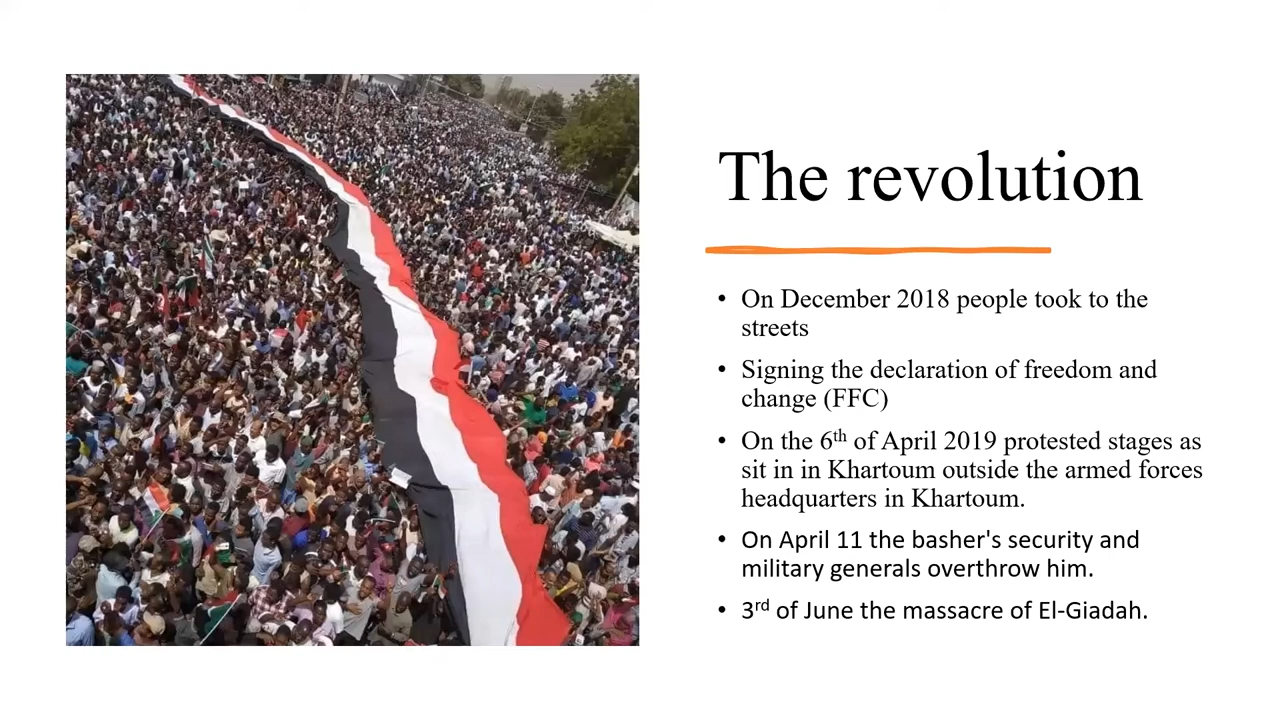 The revolution
• On December 2018 people took to the
streets
• Signing the declaration of freedom and
change (FFC)
• On the 6th of April 2019 protested stages as
sit in in Khartoum outside the armed forces
headquarters in Khartoum.
• On April 11 the basher's security and
military generals overthrow him.
• 3rd of June the massacre of El-Giadah.